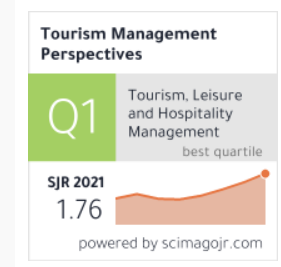 Tourism Management
Perspectives
Q1
Tourism, Leisure
and Hospitality
Management
best quartile
SJR 2021
1.76
powered by scimagojr.com